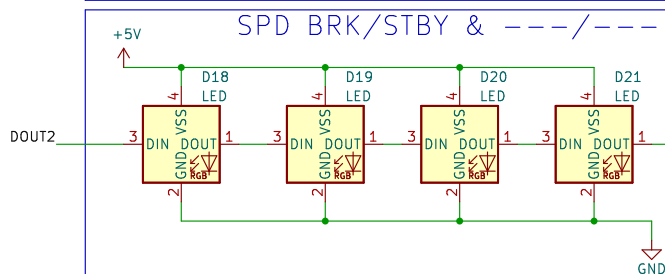 SPD BRK/STBY & ---/---
+5V
D18
LED
D19
LED
D20
LED
D21
LED
4
4
4
4
VSS
VSS
VSS
VSS
DOUT2
3 DIN DOUT 1
3 DIN DOUT 1
3 DIN DOUT 1
3 DIN DOUT 1
GND
GND
GND
GND
RGB
RGB
RGB
RGB
2
2
2
2
GND